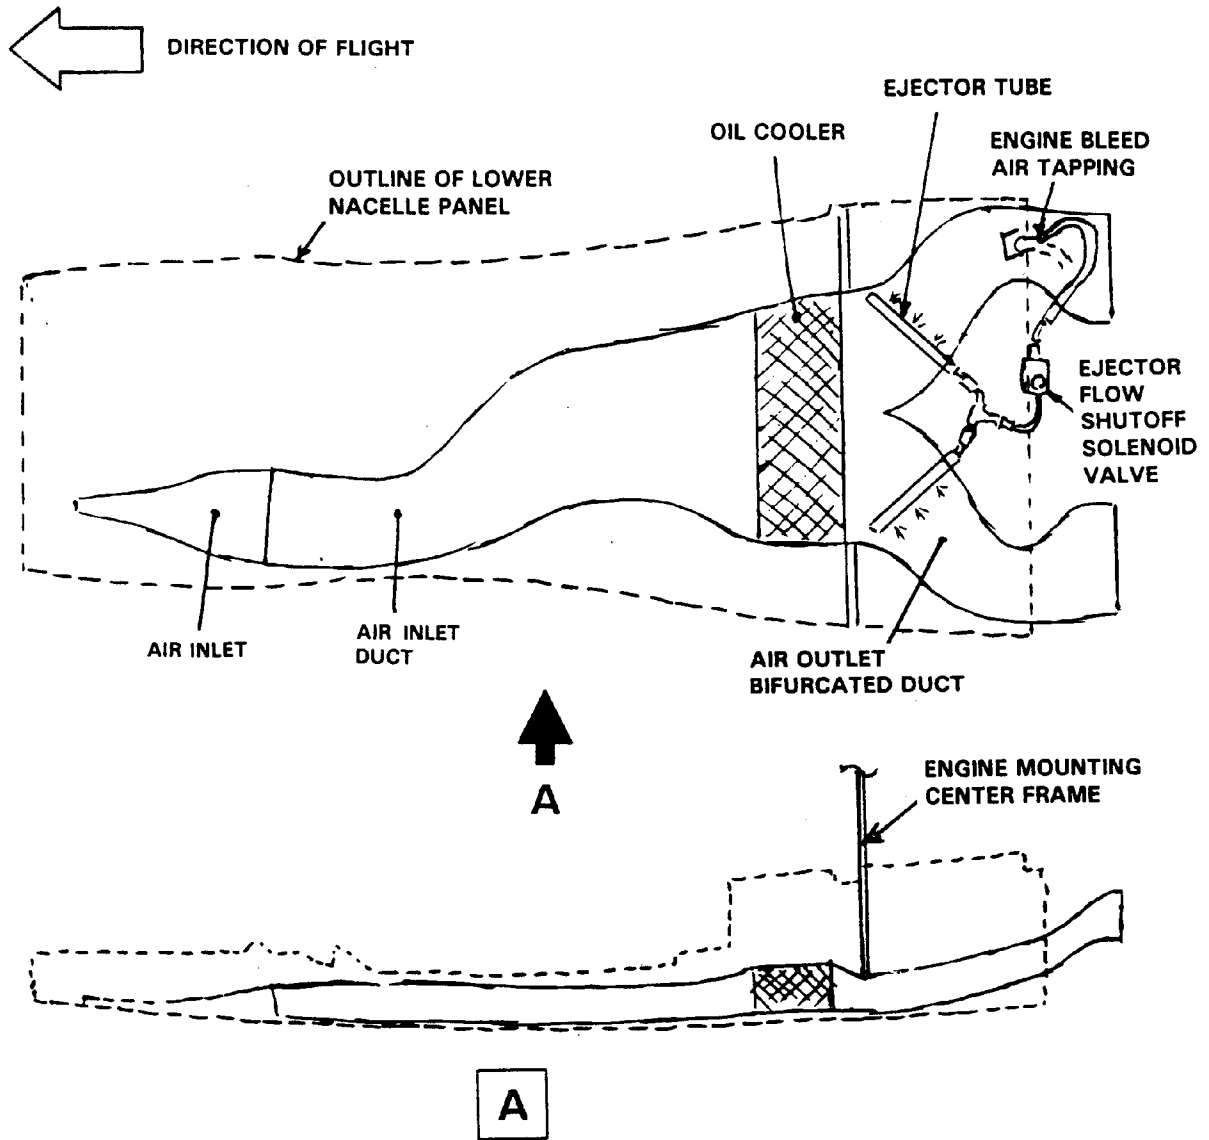 DIRECTION OF FLIGHT
EJECTOR TUBE
OIL COOLER
ENGINE BLEED
AIR TAPPING
OUTLINE OF LOWER
NACELLE PANEL
EJECTOR
FLOW
SHUTOFF
SOLENOID
VALVE
AIR INLET
AIR INLET
DUCT
AIR OUTLET
BIFURCATED DUCT
A
ENGINE MOUNTING
CENTER FRAME
A